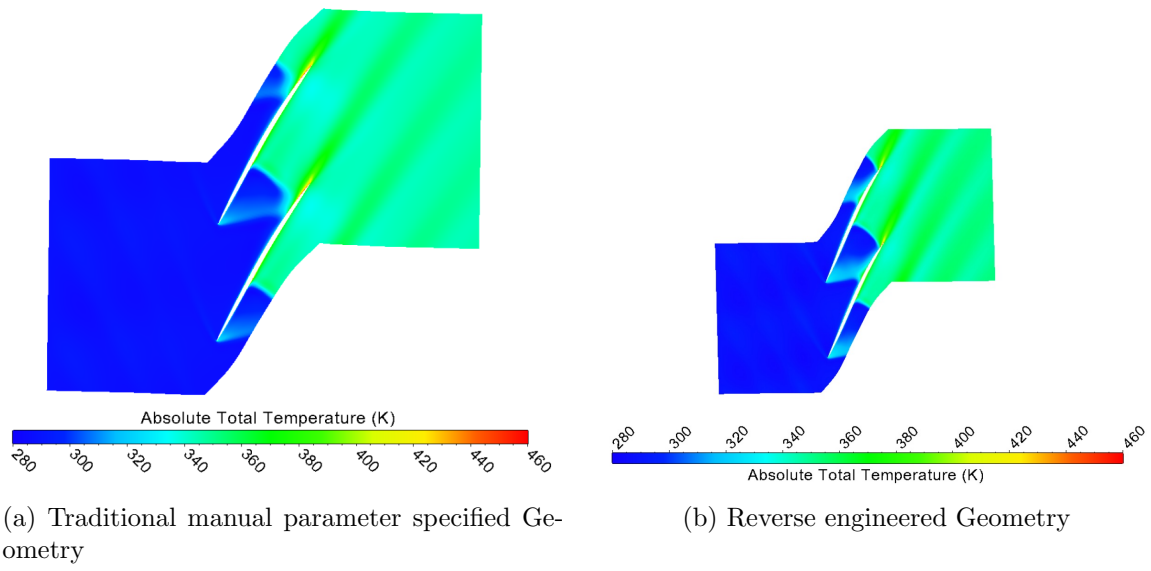 Absolute Total Temperature (K)
280 300 320 340 360 380 400 420 440 460
(a) Traditional manual parameter specified Ge-
ometry
280 300 320 340 360 380 400 420 440 460
Absolute Total Temperature (K)
(b) Reverse engineered Geometry